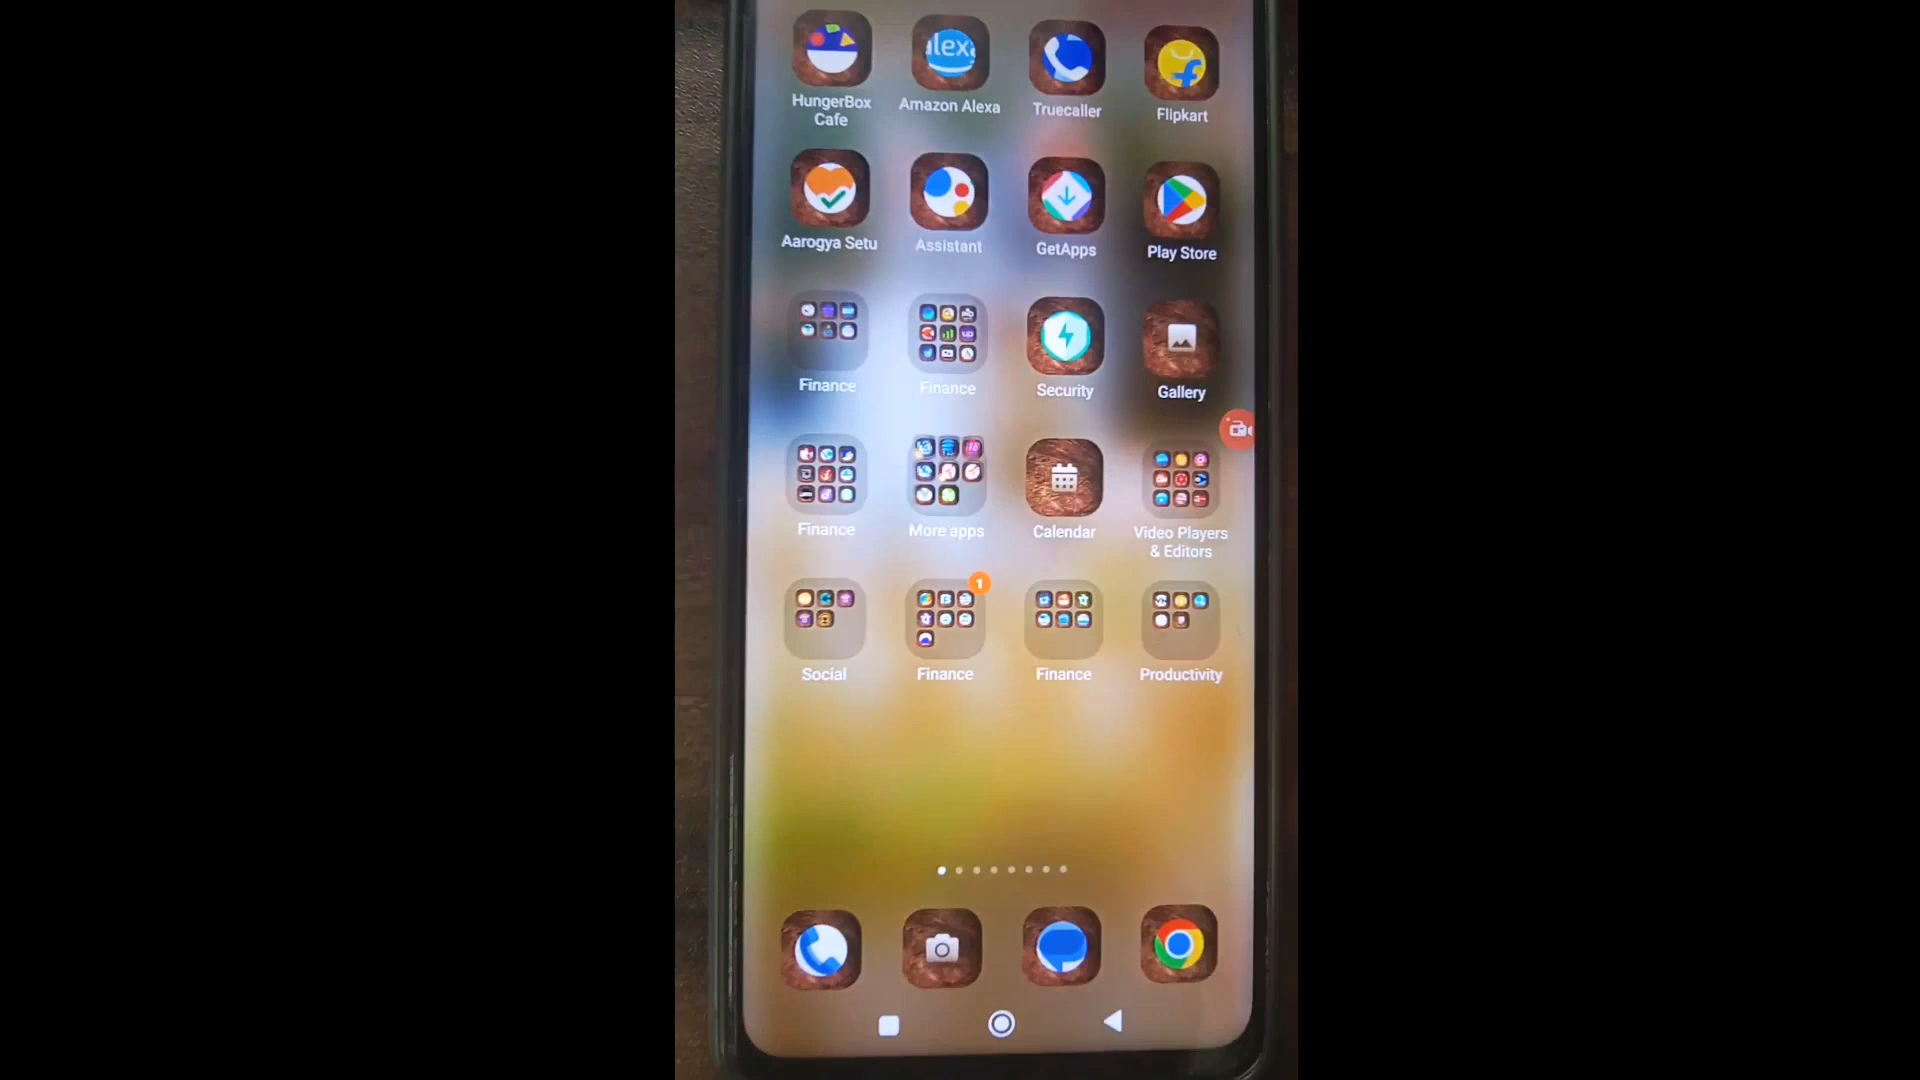 HungerBox
Cafe
Amazon Alexa
Truecaller
Flipkart
Aarogya Setu
Assistant
GetApps
Play Store
Finance
Finance
Security
Gallery
Finance
More apps
Calendar
Video Players
& Editors
1
Social
Finance
Finance
Productivity